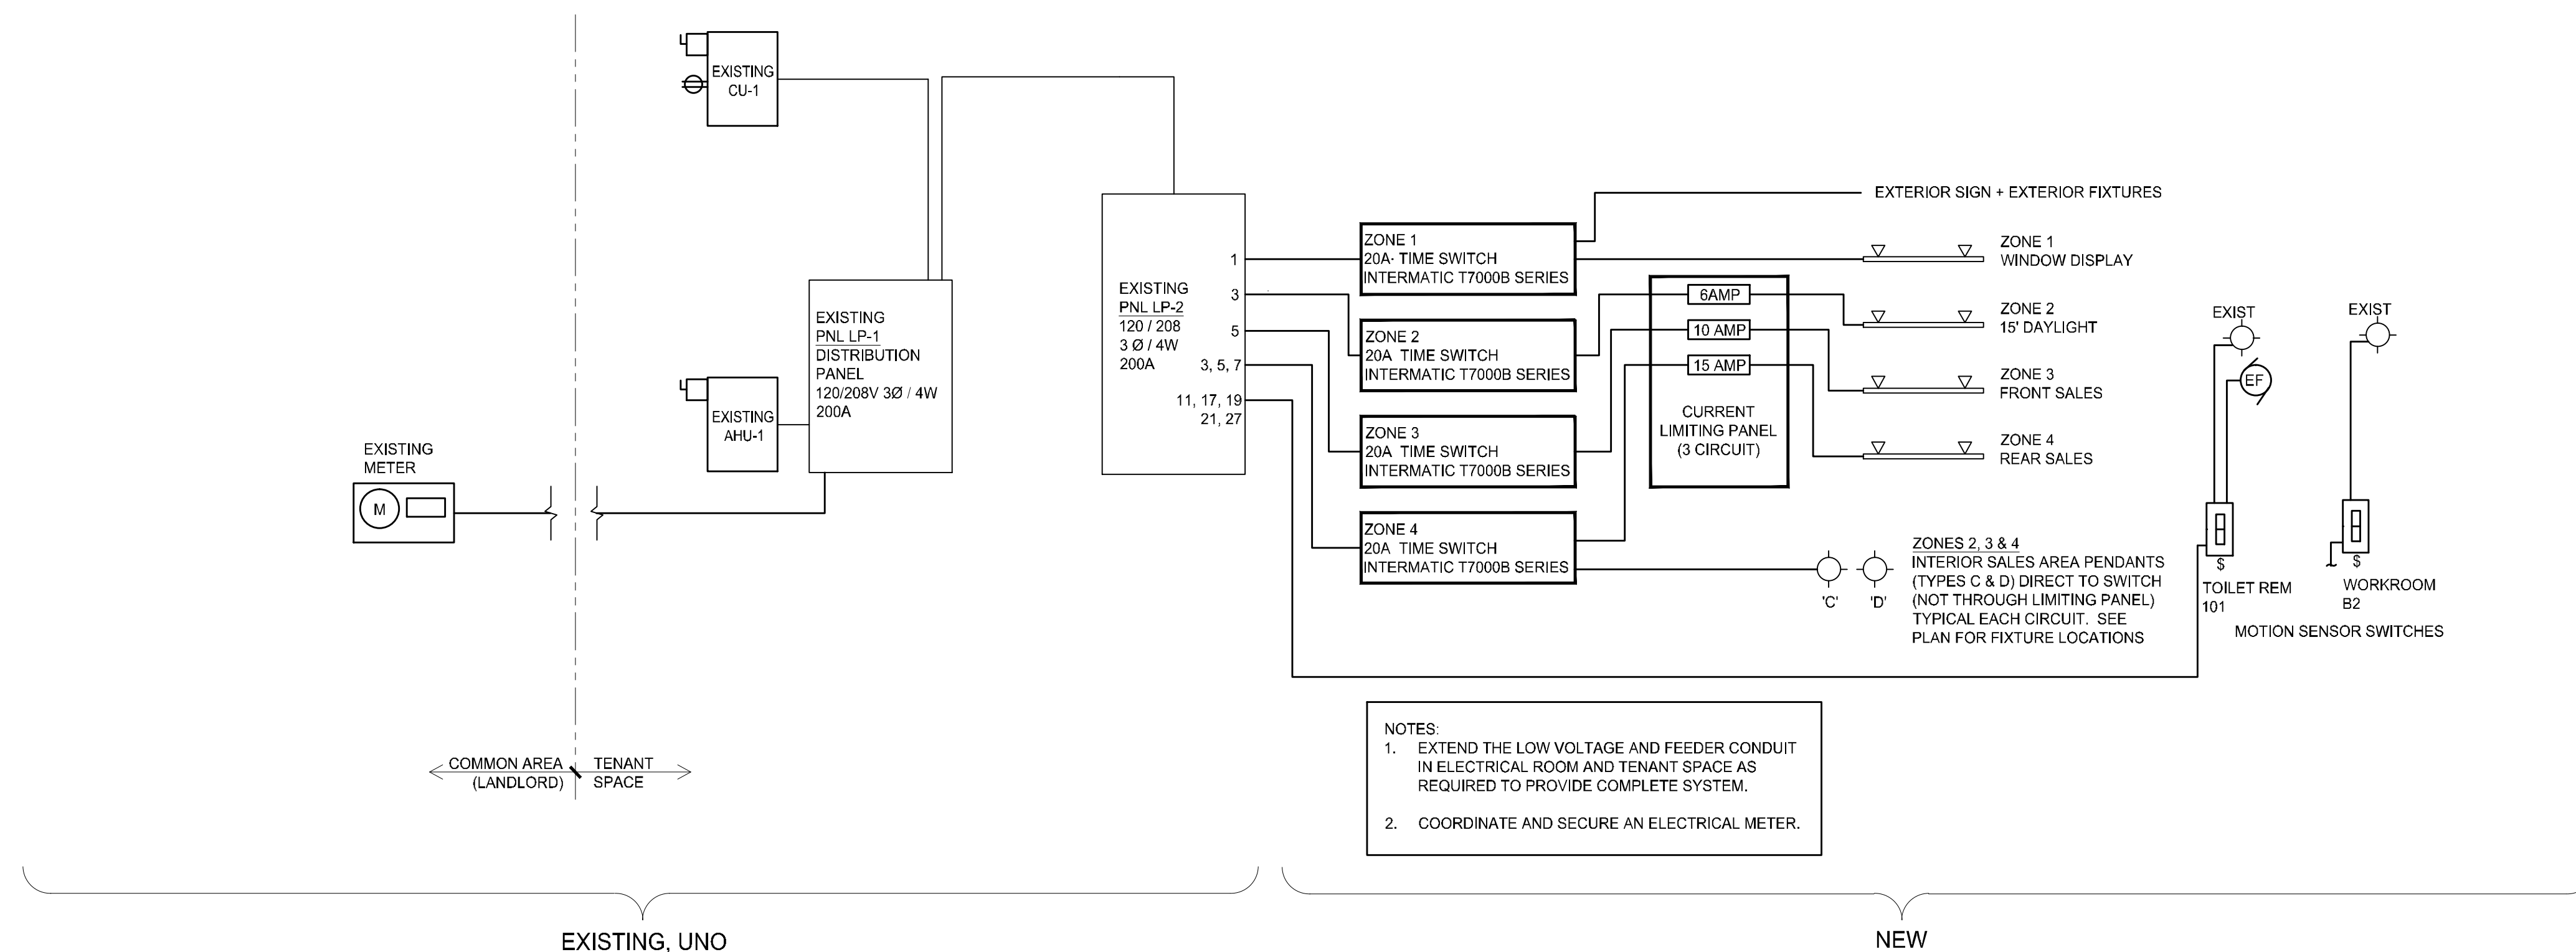 EXISTING
CU-1
EXISTING
AHU-1
EXISTING
METER
M
EXISTING
PNL LP-1
DISTRIBUTION
PANEL
120/208V 3Ø / 4W
200A
COMMON AREA
(LANDLORD)
TENANT
SPACE
EXISTING
PNL LP-2
120 / 208
3 Ø / 4W
200A
1
3
5
3, 5, 7
11, 17, 19
21, 27
ZONE 1
20A· TIME SWITCH
INTERMATIC T7000B SERIES
ZONE 2
20A TIME SWITCH
INTERMATIC T7000B SERIES
ZONE 3
20A TIME SWITCH
INTERMATIC T7000B SERIES
ZONE 4
20A TIME SWITCH
INTERMATIC T7000B SERIES
6AMP
10 AMP
15 AMP
CURRENT
LIMITING PANEL
(3 CIRCUIT)
EXTERIOR SIGN + EXTERIOR FIXTURES
ZONE 1
WINDOW DISPLAY
ZONE 2
15' DAYLIGHT
ZONE 3
FRONT SALES
ZONE 4
REAR SALES
'C'
'D'
ZONES 2, 3 & 4
INTERIOR SALES AREA PENDANTS
(TYPES C & D) DIRECT TO SWITCH
(NOT THROUGH LIMITING PANEL)
TYPICAL EACH CIRCUIT. SEE
PLAN FOR FIXTURE LOCATIONS
EXIST
EF
$
TOILET REM
101
EXIST
$
WORKROOM
B2
MOTION SENSOR SWITCHES
NOTES:
1. EXTEND THE LOW VOLTAGE AND FEEDER CONDUIT
IN ELECTRICAL ROOM AND TENANT SPACE AS
REQUIRED TO PROVIDE COMPLETE SYSTEM.
2. COORDINATE AND SECURE AN ELECTRICAL METER.
EXISTING, UNO
NEW